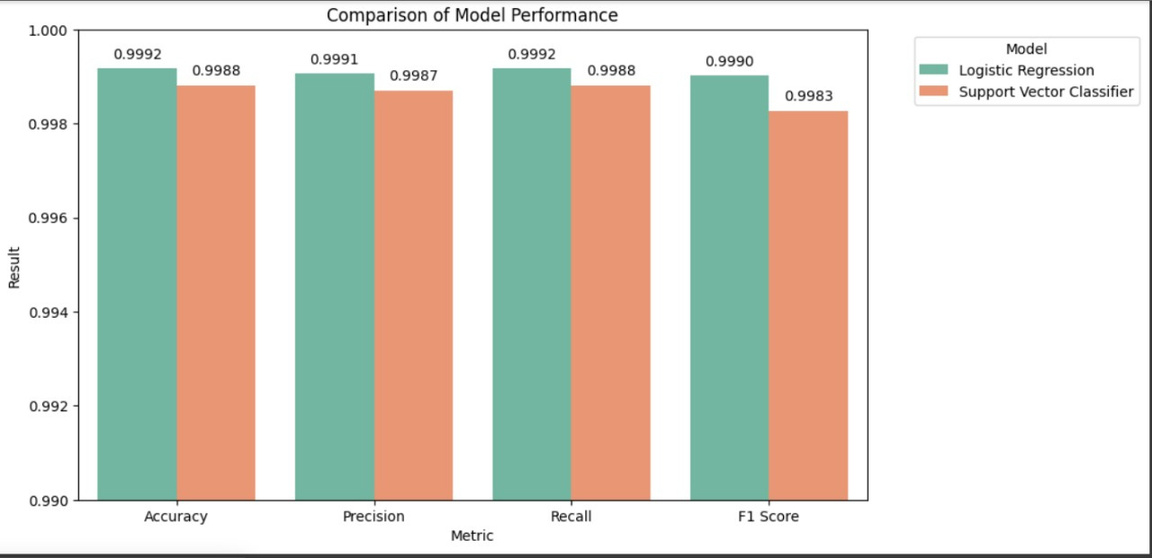 Comparison of Model Performance
1.000
0.998
0.996
0.994
0.992
0.990
Result
0.9992
0.9988
0.9991
0.9987
0.9992
0.9988
0.9990
0.9983
Accuracy
Precision
Recall
F1 Score
Metric
Model
Logistic Regression
Support Vector Classifier